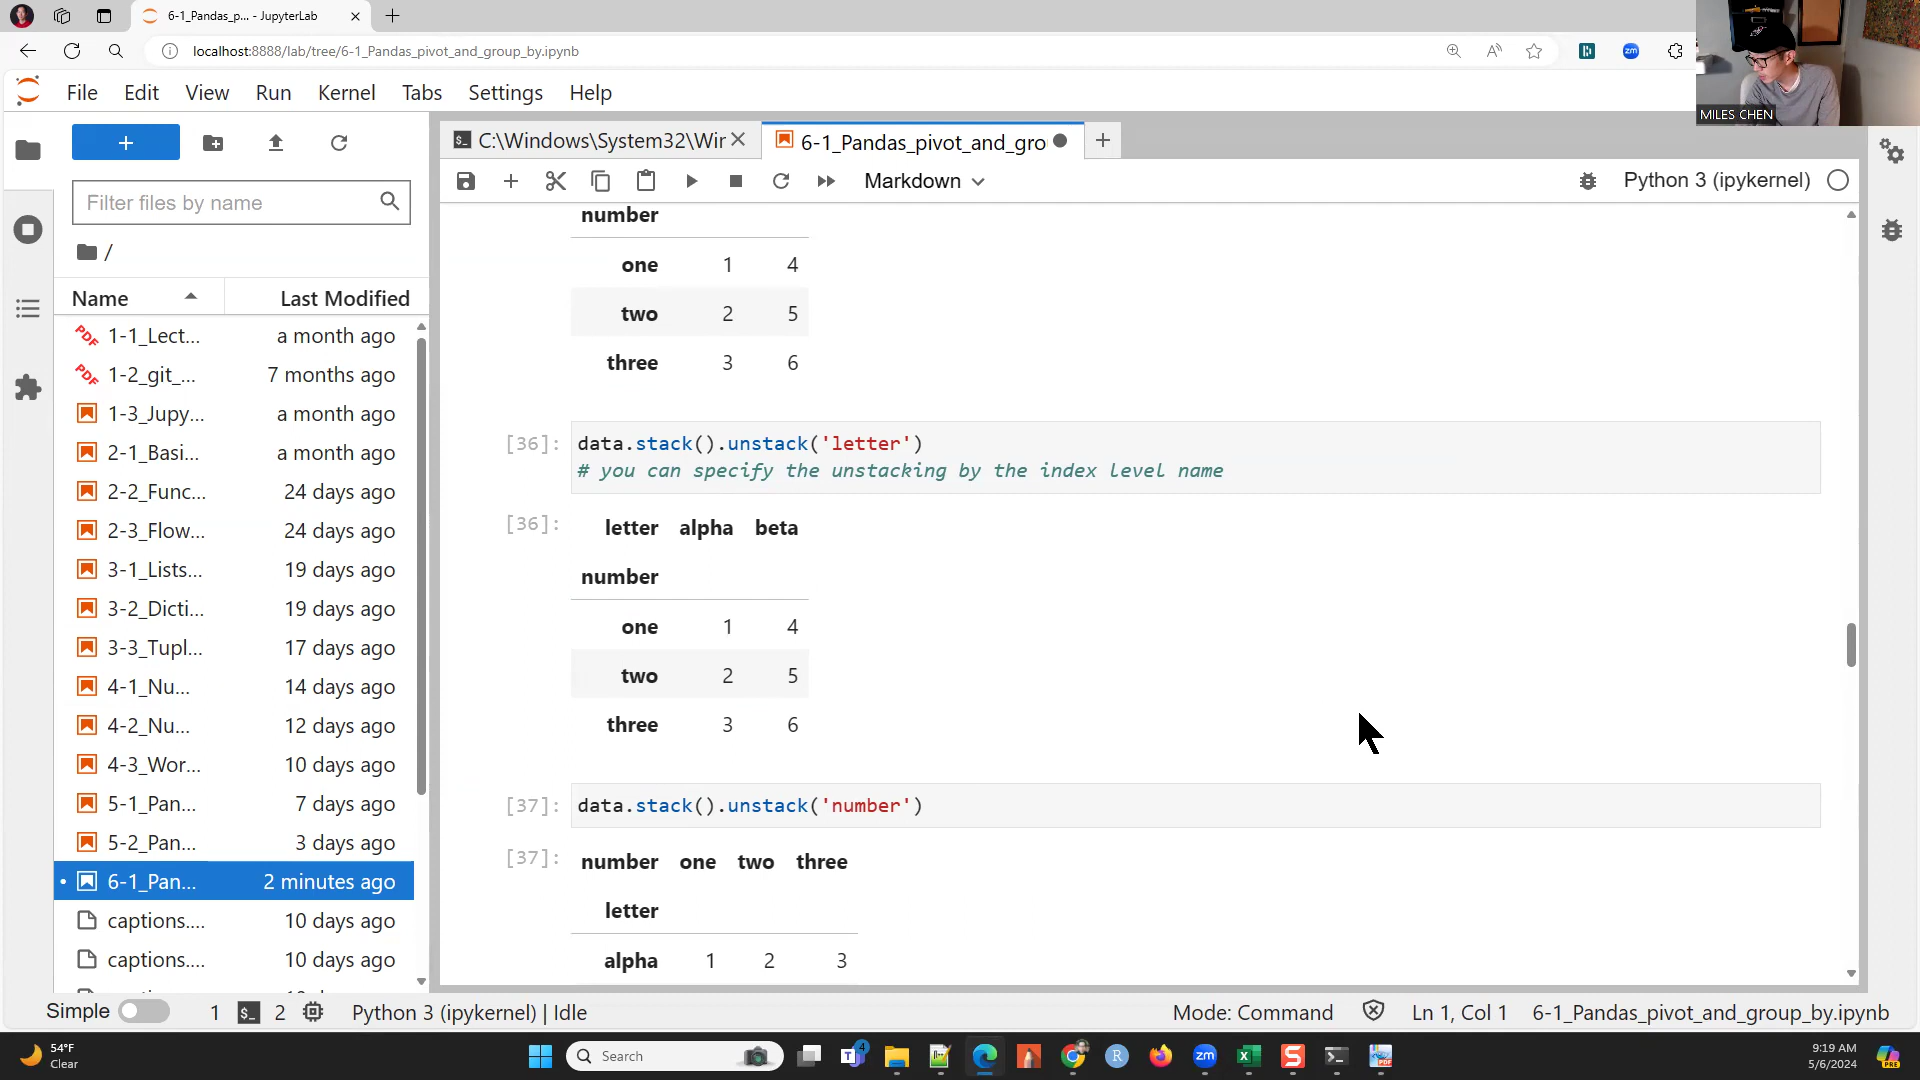 6-1_Pandas_p... - JupyterLab
localhost:8888/lab/tree/6-1_Pandas_pivot_and_group_by.ipynb
MILES CHEN
File Edit View Run Kernel Tabs Settings Help
C:\Windows\System32\Wir
6-1_Pandas_pivot_and_gro
Markdown
Python 3 (ipykernel)
Filter files by name
/
Name Last Modified
1-1_Lect... a month ago
1-2_git_... 7 months ago
1-3_Jupy... a month ago
2-1_Basi... a month ago
2-2_Func... 24 days ago
2-3_Flow... 24 days ago
3-1_Lists... 19 days ago
3-2_Dicti... 19 days ago
3-3_Tupl... 17 days ago
4-1_Nu... 14 days ago
4-2_Nu... 12 days ago
4-3_Wor... 10 days ago
5-1_Pan... 7 days ago
5-2_Pan... 3 days ago
6-1_Pan... 2 minutes ago
captions.... 10 days ago
captions.... 10 days ago
number
one 1 4
two 2 5
three 3 6
[36]: data.stack().unstack('letter')
# you can specify the unstacking by the index level name
[36]: letter alpha beta
number
one 1 4
two 2 5
three 3 6
[37]: data.stack().unstack('number')
[37]: number one two three
letter
alpha 1 2 3
Simple 1 2 Python 3 (ipykernel) | Idle
Mode: Command Ln 1, Col 1 6-1_Pandas_pivot_and_group_by.ipynb
54°F
Clear
Search
9:19 AM
5/6/2024